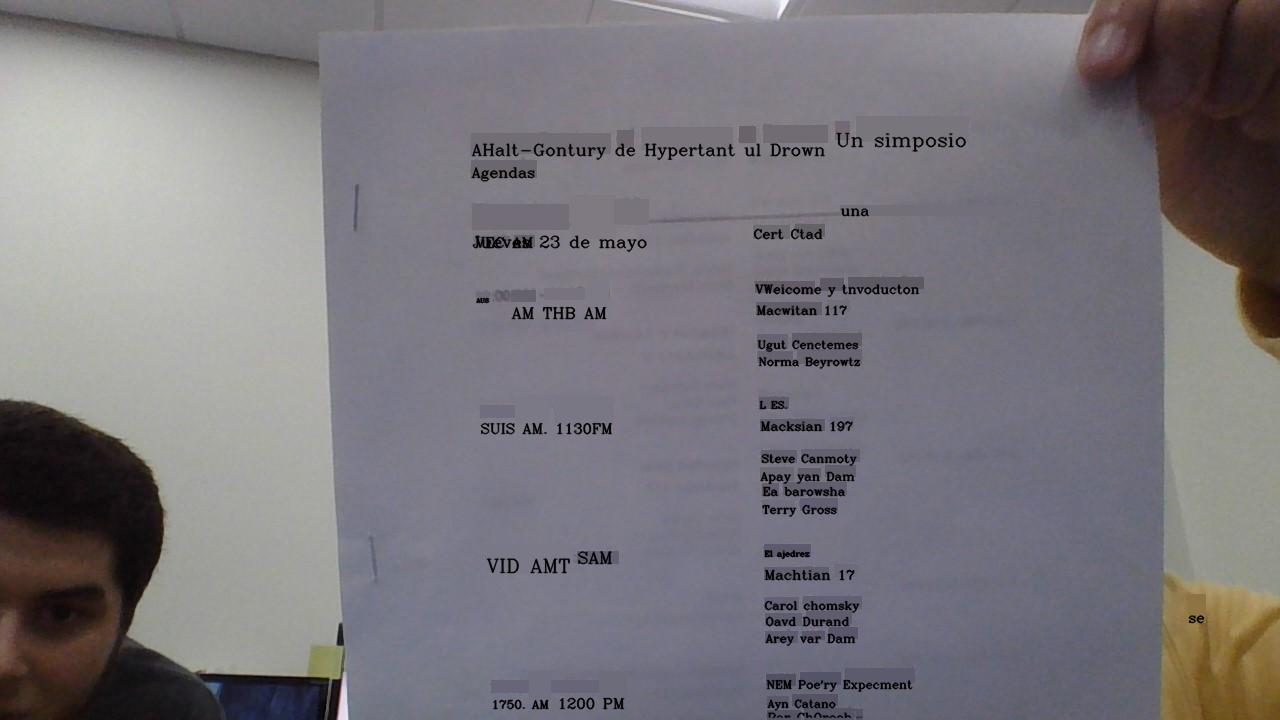 AHalt-Gontury de Hypertant ul Drown Un simposio
Agendas
una
23 de mayo
Cert Ctad
AUB
AM THB AM
VWeicome y tnvoducton
Macwitan 117
Ugut Cenctemes
Norma Beyrowtz
SUIS AM. 1130FM
L ES.
Macksian 197
Steve Canmoty
Apay yan Dam
Ea barowsha
Terry Gross
VID AMT SAM
El ajedrez
Machtian 17
Carol chomsky
Oavd Durand
Arey var Dam
se
1750. AM 1200 PM
NEM Poe'ry Expecment
Ayn Catano